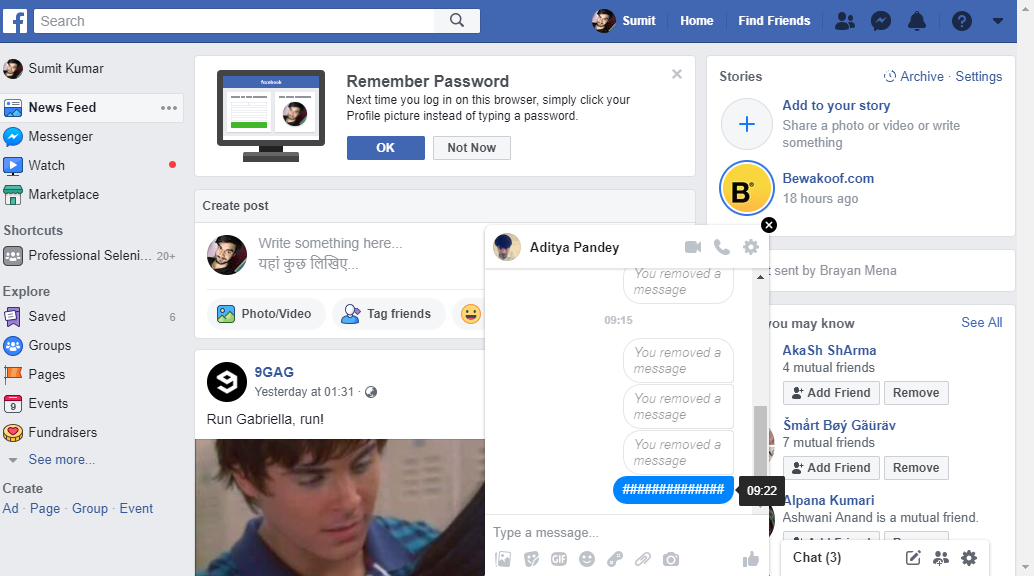 Search
Sumit
Home
Find Friends
Sumit Kumar
News Feed
Messenger
Watch
Marketplace
Shortcuts
Professional Seleni... 20+
Explore
Saved 6
Groups
Pages
Events
9
Fundraisers
See more...
Create
Ad · Page · Group · Event
facebook
Remember Password
Next time you log in on this browser, simply click your
Profile picture instead of typing a password.
OK
Not Now
Create post
Write something here...
यहां कुछ लिखिए...
Photo/Video
Tag friends
9GAG
Yesterday at 01:31 ·
Run Gabriella, run!
Stories
Archive · Settings
Add to your story
Share a photo or video or write
something
B
Bewakoof.com
18 hours ago
sent by Brayan Mena
you may know
See All
AkaSh ShArma
4 mutual friends
Add Friend
Remove
Šmårt Bøý Gãüräv
7 mutual friends
Add Friend
Remove
Alpana Kumari
Ashwani Anand is a mutual friend.
Aditya Pandey
You removed a
message
09:15
You removed a
message
You removed a
message
You removed a
message
##############
09:22
Type a message...
GIF
Chat (3)